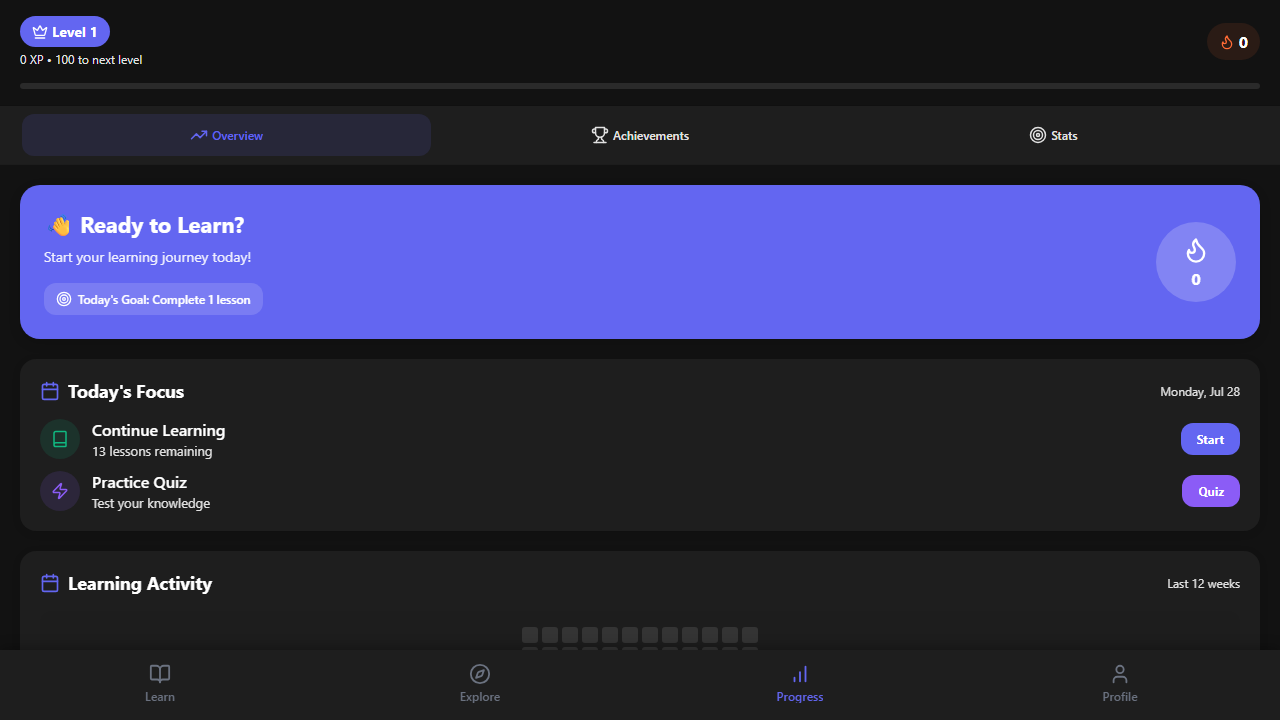 Level 1
0 XP • 100 to next level
0
Overview
Achievements
Stats
👋 Ready to Learn?
Start your learning journey today!
Today's Goal: Complete 1 lesson
0
Today's Focus
Monday, Jul 28
Continue Learning
13 lessons remaining
Start
Practice Quiz
Test your knowledge
Quiz
Learning Activity
Last 12 weeks
Learn
Explore
Progress
Profile